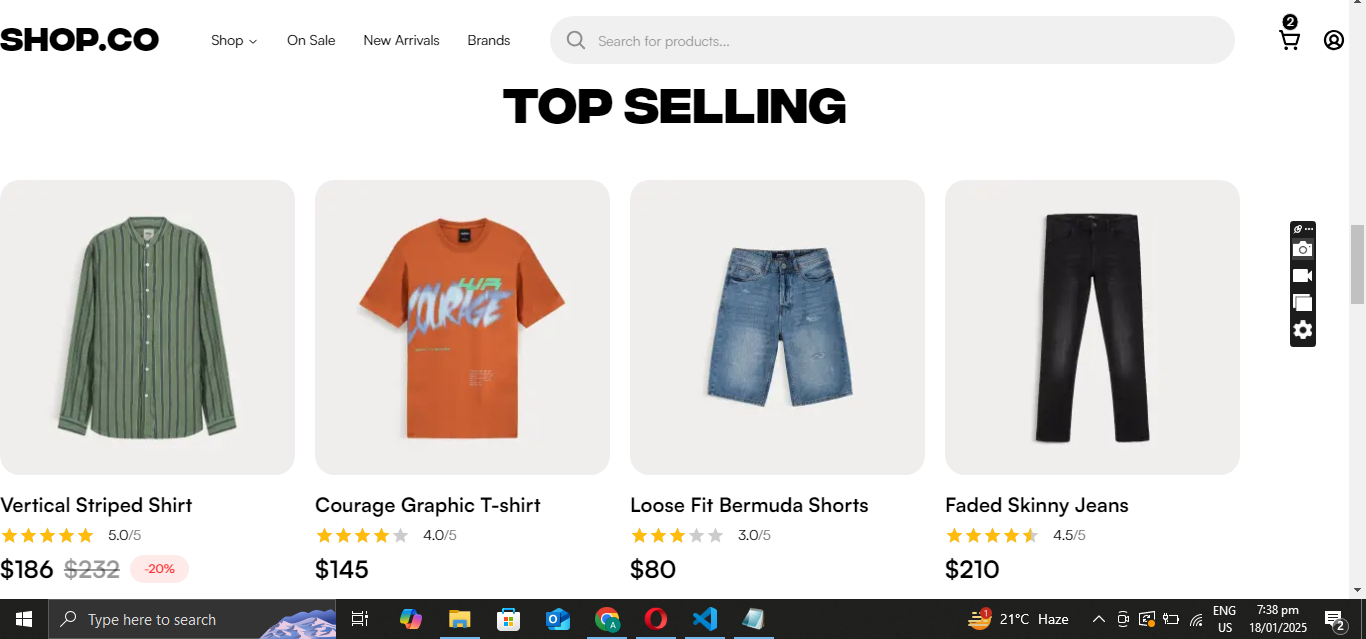 SHOP.CO
Shop
On Sale
New Arrivals
Brands
Search for products...
2
TOP SELLING
COURAGE
Vertical Striped Shirt
Courage Graphic T-shirt
Loose Fit Bermuda Shorts
Faded Skinny Jeans
5.0/5
4.0/5
3.0/5
4.5/5
$186 $232 -20%
$145
$80
$210
Type here to search
A
1
21°C Haze
ENG
US
7:38 pm
18/01/2025
2